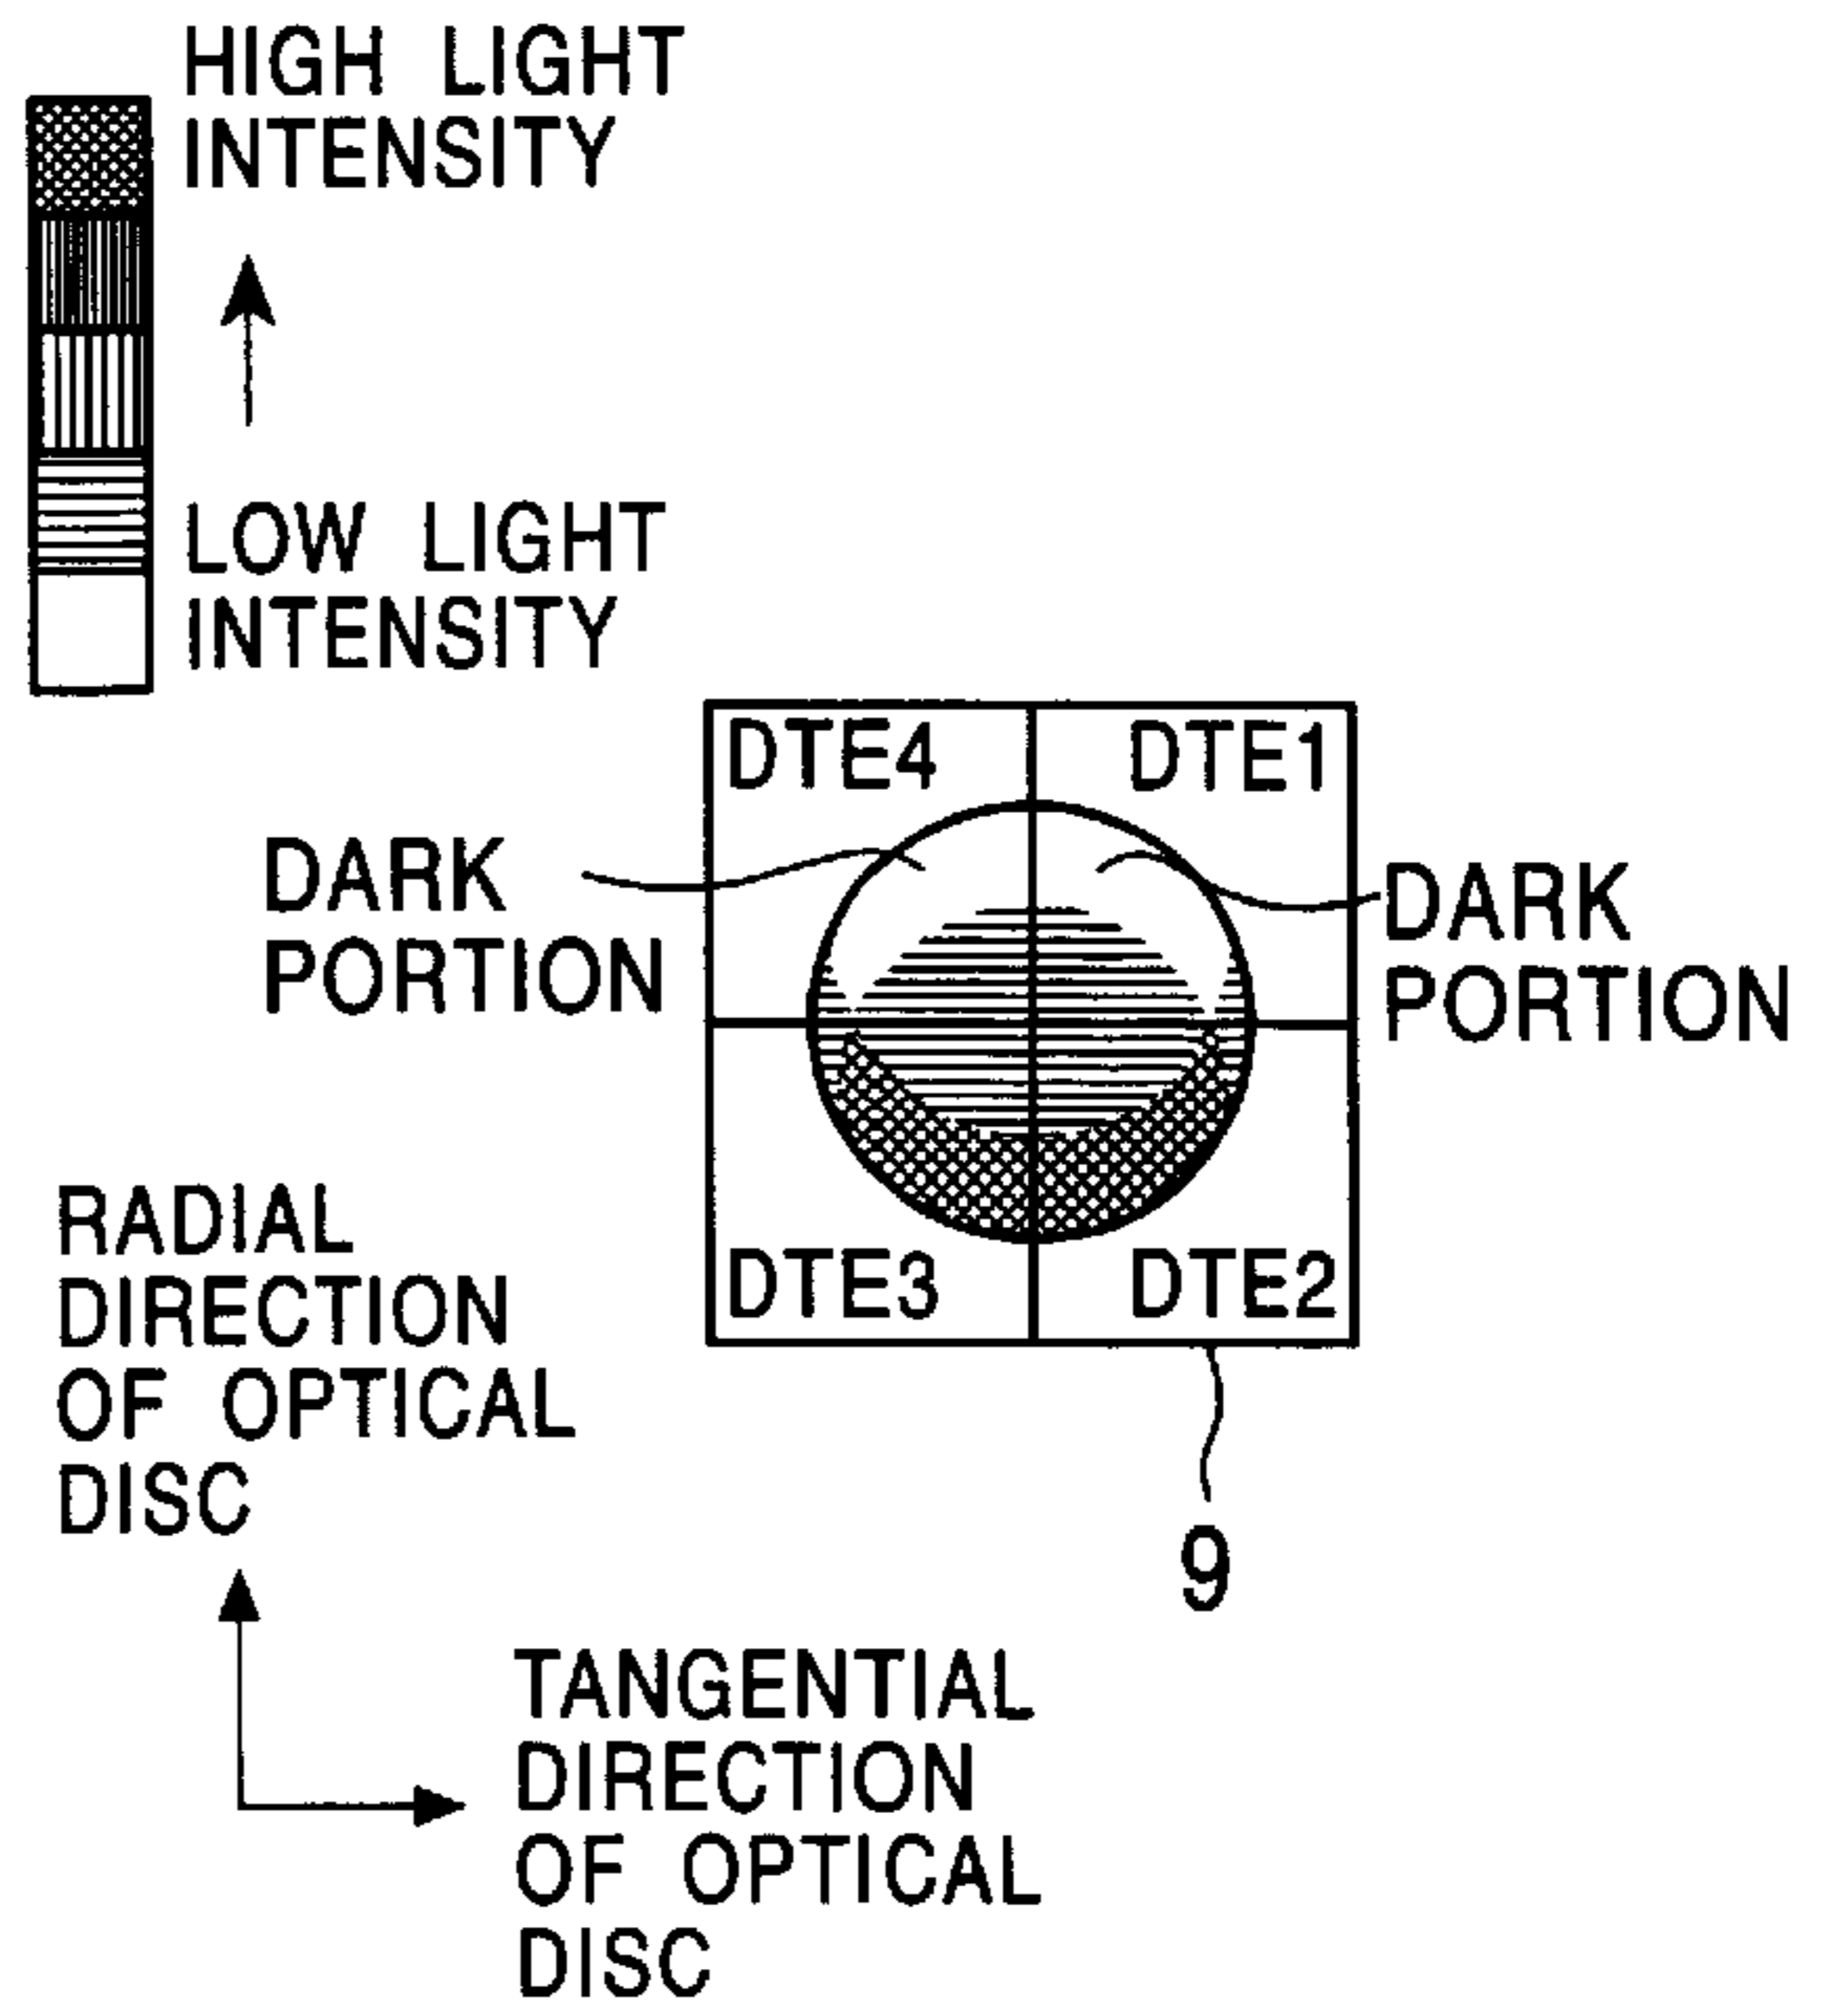 HIGH LIGHT
INTENSITY
LOW LIGHT
INTENSITY
DTE4
DTE1
DARK
PORTION
DARK
PORTION
DTE3
DTE2
RADIAL
DIRECTION
OF OPTICAL
DISC
9
TANGENTIAL
DIRECTION
OF OPTICAL
DISC